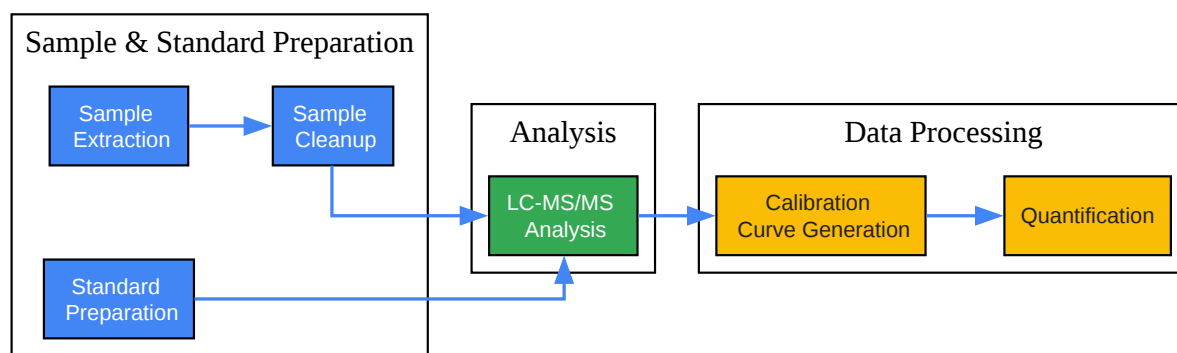 Sample & Standard Preparation
Sample
Extraction
Sample
Cleanup
Standard
Preparation
Analysis
LC-MS/MS
Analysis
Data Processing
Calibration
Curve Generation
Quantification